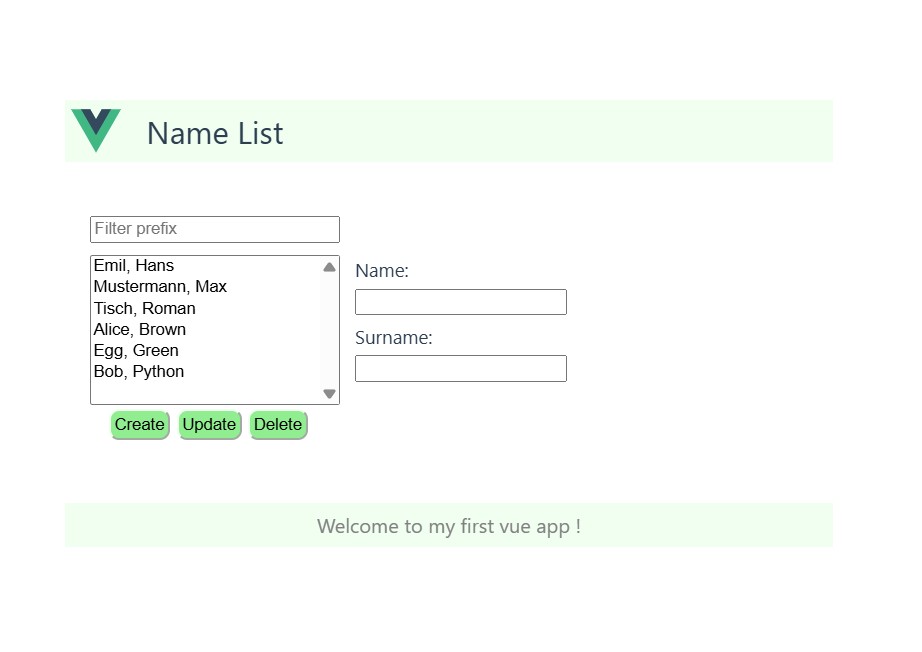 Name List
Filter prefix
Emil, Hans
Mustermann, Max
Tisch, Roman
Alice, Brown
Egg, Green
Bob, Python
Name:
Surname:
Create Update Delete
Welcome to my first vue app !